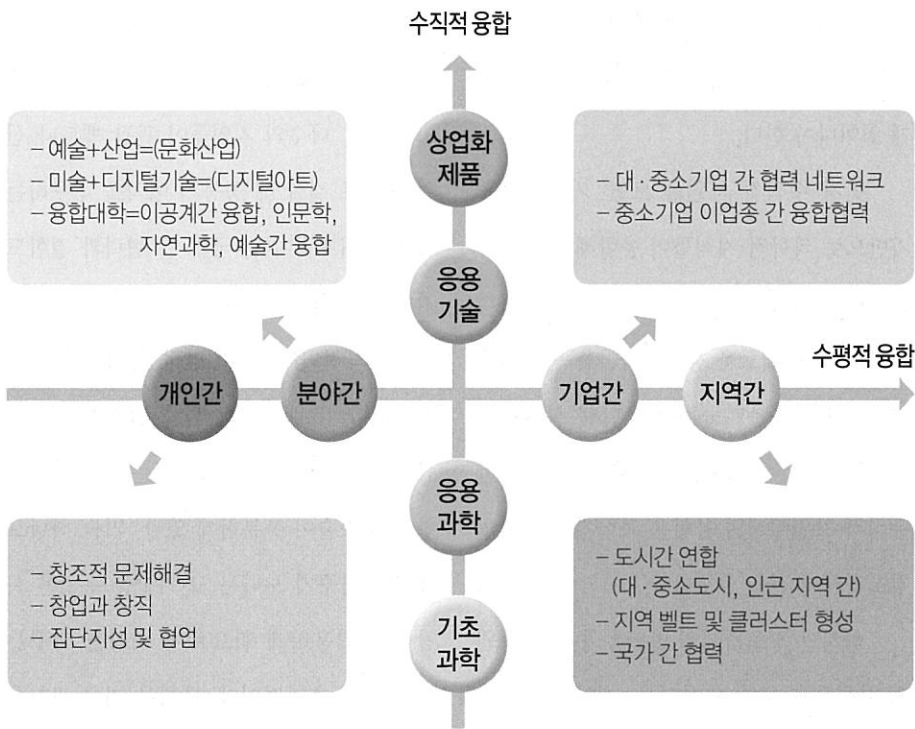 수직적 융합
– 예술+산업=(문화산업)
– 미술+디지털기술=(디지털아트)
– 융합대학=이공계간 융합, 인문학,
자연과학, 예술간 융합
상업화
제품
– 대·중소기업 간 협력 네트워크
– 중소기업 이업종 간 융합협력
응용
기술
수평적 융합
개인간
분야간
기업간
지역간
– 창조적 문제해결
– 창업과 창직
– 집단지성 및 협업
응용
과학
기초
과학
– 도시간 연합
(대·중소도시, 인근 지역 간)
– 지역 벨트 및 클러스터 형성
– 국가 간 협력